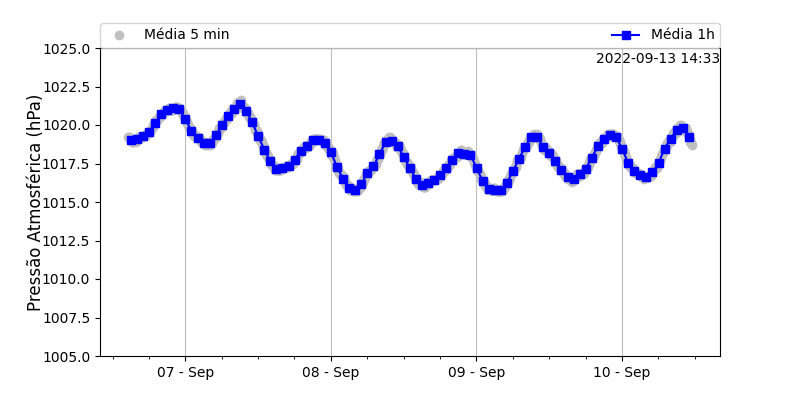 Média 5 min
Média 1h
2022-09-13 14:33
Pressão Atmosférica (hPa)
1025.0
1022.5
1020.0
1017.5
1015.0
1012.5
1010.0
1007.5
1005.0
07 - Sep
08 - Sep
09 - Sep
10 - Sep